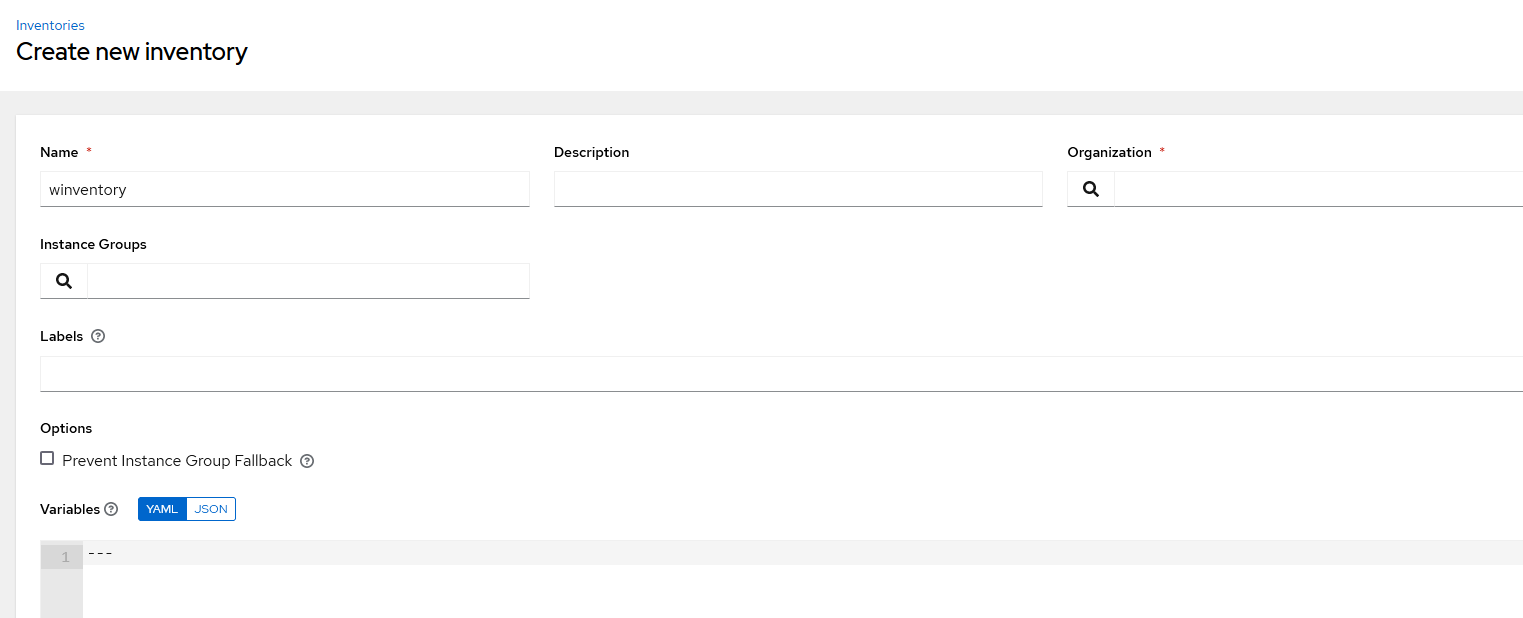 Inventories
Create new inventory
Name *
Description
Organization *
winventory
Instance Groups
Labels
Options
Prevent Instance Group Fallback
Variables YAML JSON
1 ---